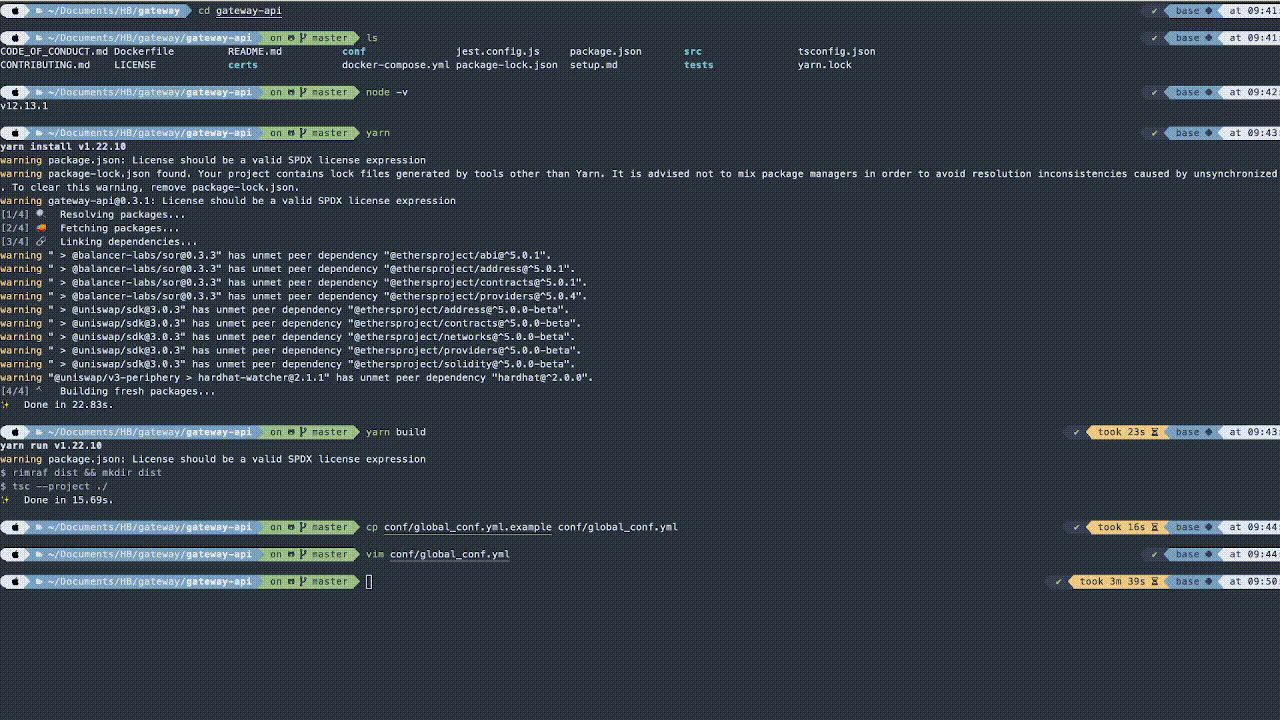 ~/Documents/HB/gateway cd gateway-api ✔ base at 09:41
~/Documents/HB/gateway/gateway-api on master ls ✔ base at 09:41
CODE_OF_CONDUCT.md Dockerfile README.md conf jest.config.js package.json src tsconfig.json
CONTRIBUTING.md LICENSE certs docker-compose.yml package-lock.json setup.md tests yarn.lock
~/Documents/HB/gateway/gateway-api on master node -v ✔ base at 09:42
v12.13.1
~/Documents/HB/gateway/gateway-api on master yarn ✔ base at 09:43
yarn install v1.22.10
warning package.json: License should be a valid SPDX license expression
warning package-lock.json found. Your project contains lock files generated by tools other than Yarn. It is advised not to mix package managers in order to avoid resolution inconsistencies caused by unsynchronized
. To clear this warning, remove package-lock.json.
warning gateway-api@0.3.1: License should be a valid SPDX license expression
[1/4] 🔍 Resolving packages...
[2/4] 🚚 Fetching packages...
[3/4] 🔗 Linking dependencies...
warning " > @balancer-labs/sor@0.3.3" has unmet peer dependency "@ethersproject/abi@^5.0.1".
warning " > @balancer-labs/sor@0.3.3" has unmet peer dependency "@ethersproject/address@^5.0.1".
warning " > @balancer-labs/sor@0.3.3" has unmet peer dependency "@ethersproject/contracts@^5.0.1".
warning " > @balancer-labs/sor@0.3.3" has unmet peer dependency "@ethersproject/providers@^5.0.4".
warning " > @uniswap/sdk@3.0.3" has unmet peer dependency "@ethersproject/address@^5.0.0-beta".
warning " > @uniswap/sdk@3.0.3" has unmet peer dependency "@ethersproject/contracts@^5.0.0-beta".
warning " > @uniswap/sdk@3.0.3" has unmet peer dependency "@ethersproject/networks@^5.0.0-beta".
warning " > @uniswap/sdk@3.0.3" has unmet peer dependency "@ethersproject/providers@^5.0.0-beta".
warning " > @uniswap/sdk@3.0.3" has unmet peer dependency "@ethersproject/solidity@^5.0.0-beta".
warning "@uniswap/v3-periphery > hardhat-watcher@2.1.1" has unmet peer dependency "hardhat@^2.0.0".
[4/4] 🔨 Building fresh packages...
✨ Done in 22.83s.
~/Documents/HB/gateway/gateway-api on master yarn build ✔ took 23s base at 09:43
yarn run v1.22.10
warning package.json: License should be a valid SPDX license expression
$ rimraf dist && mkdir dist
$ tsc --project ./
✨ Done in 15.69s.
~/Documents/HB/gateway/gateway-api on master cp conf/global_conf.yml.example conf/global_conf.yml ✔ took 16s base at 09:44
~/Documents/HB/gateway/gateway-api on master vim conf/global_conf.yml ✔ base at 09:44
~/Documents/HB/gateway/gateway-api on master ✔ took 3m 39s base at 09:50